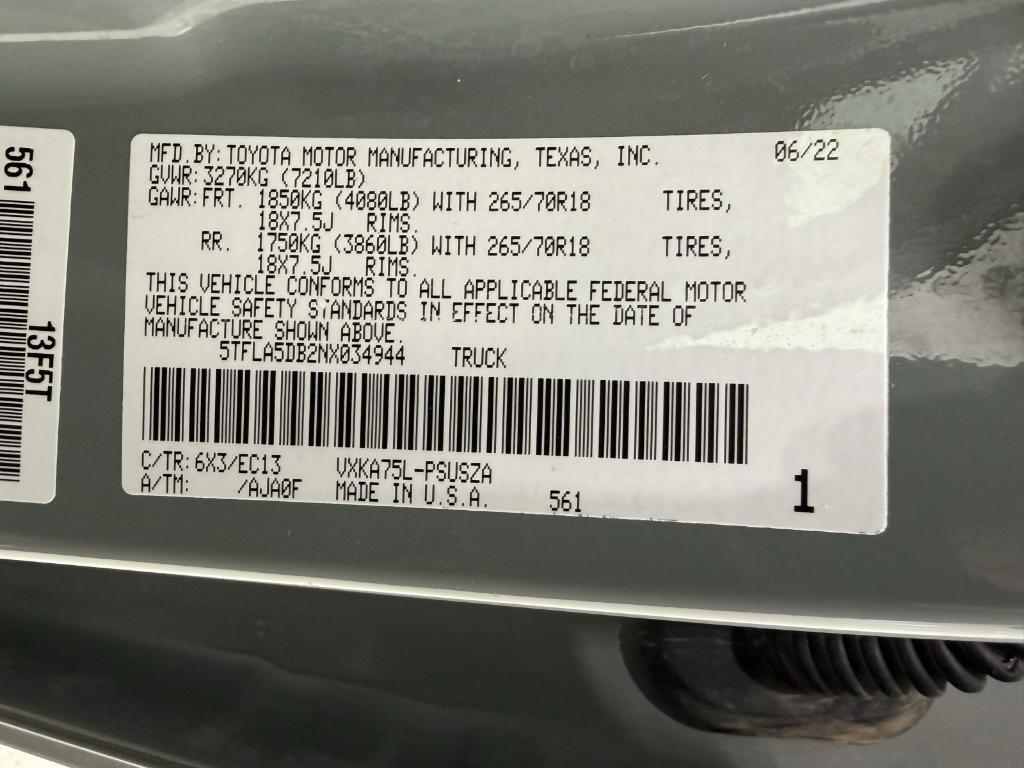 561
13F5T
MFD.BY: TOYOTA MOTOR MANUFACTURING, TEXAS, INC. 06/22
GVWR: 3270KG (7210LB)
GAWR: FRT. 1850KG (4080LB) WITH 265/70R18 TIRES,
18X7.5J RIMS.
RR. 1750KG (3860LB) WITH 265/70R18 TIRES,
18X7.5J RIMS.
THIS VEHICLE CONFORMS TO ALL APPLICABLE FEDERAL MOTOR
VEHICLE SAFETY STANDARDS IN EFFECT ON THE DATE OF
MANUFACTURE SHOWN ABOVE.
5TFLA5DB2NX034944 TRUCK
C/TR: 6X3/EC13 VXKA75L-PSUSZA
A/TM: /AJA0F MADE IN U.S.A. 561 1